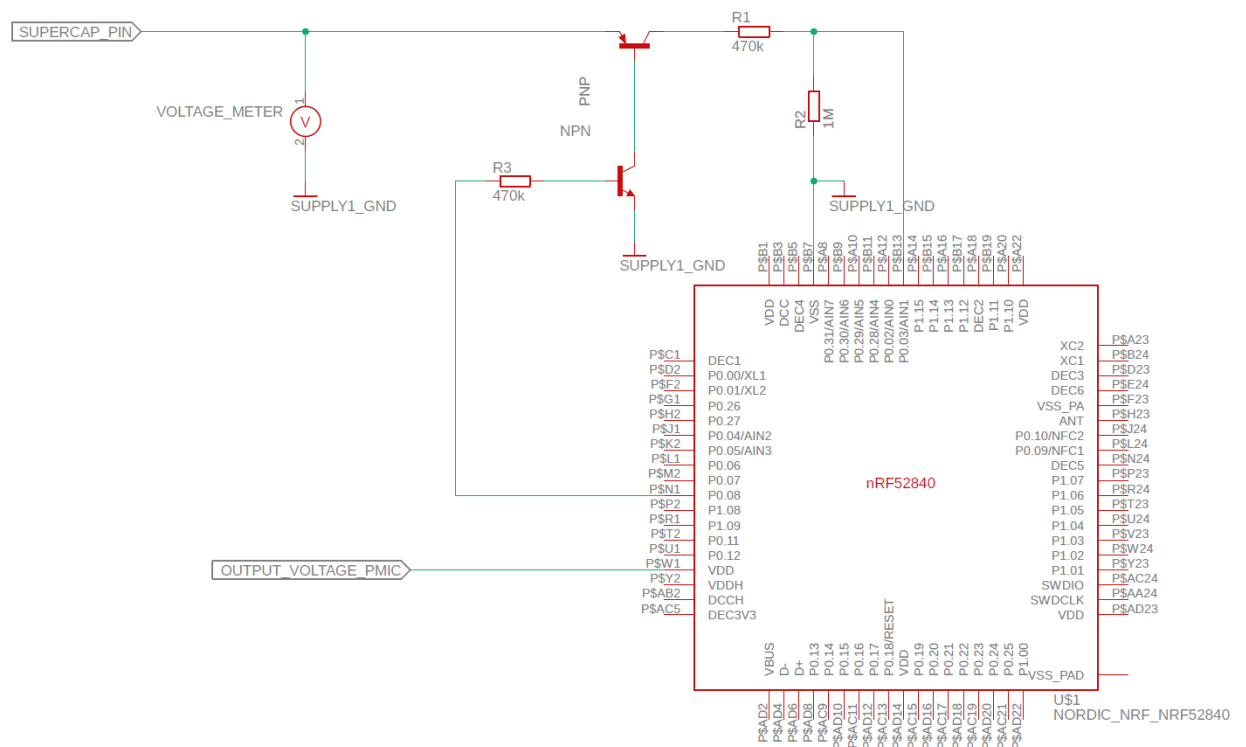 SUPERCAP_PIN
R1
470k
VOLTAGE_METER
1
V
2
PNP
NPN
R2
1M
R3
470k
SUPPLY1_GND
SUPPLY1_GND
SUPPLY1_GND
P$B1
P$B3
P$B5
P$B7
P$A8
P$B9
P$A10
P$B11
P$A12
P$B13
P$A14
P$B15
P$A16
P$B17
P$A18
P$B19
P$A20
P$A22
VDD
DCC
DEC4
VSS
P0.31/AIN7
P0.30/AIN6
P0.29/AIN5
P0.28/AIN4
P0.02/AIN0
P0.03/AIN1
P1.15
P1.14
P1.13
P1.12
DEC2
P1.11
P1.10
VDD
P$C1 DEC1
P$D2 P0.00/XL1
P$F2 P0.01/XL2
P$G1 P0.26
P$H2 P0.27
P$J1 P0.04/AIN2
P$K2 P0.05/AIN3
P$L1 P0.06
P$M2 P0.07
P$N1 P0.08
P$P2 P1.08
P$R1 P1.09
P$T2 P0.11
P$U1 P0.12
OUTPUT_VOLTAGE_PMIC
P$W1 VDD
P$Y2 VDDH
P$AB2 DCCH
P$AC5 DEC3V3
nRF52840
XC2 P$A23
XC1 P$B24
DEC3 P$D23
DEC6 P$E24
VSS_PA P$F23
ANT P$H23
P0.10/NFC2 P$J24
P0.09/NFC1 P$L24
DEC5 P$N24
P1.07 P$P23
P1.06 P$R24
P1.05 P$T23
P1.04 P$U24
P1.03 P$V23
P1.02 P$W24
P1.01 P$Y23
SWDIO P$AC24
SWDCLK P$AA24
VDD P$AD23
VSS_PAD
VBUS
D-
D+
P0.13
P0.14
P0.15
P0.16
P0.17
P0.18/RESET
VDD
P0.19
P0.20
P0.21
P0.22
P0.23
P0.24
P0.25
P1.00
P$AD2
P$AD4
P$AD6
P$AD8
P$AC9
P$AD10
P$AC11
P$AD12
P$AC13
P$AD14
P$AC15
P$AD16
P$AC17
P$AD18
P$AC19
P$AD20
P$AC21
P$AD22
U$1
NORDIC_NRF_NRF52840